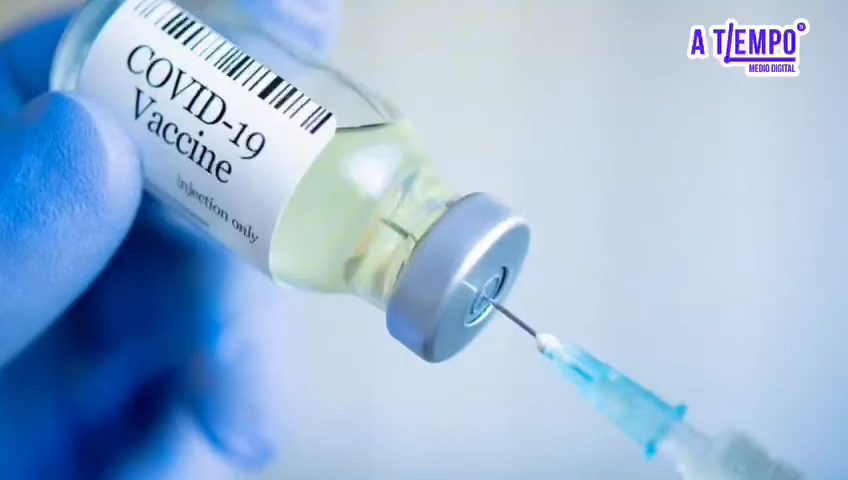 COVID-19
Vaccine
Injection only
A TIEMPO
MEDIO DIGITAL